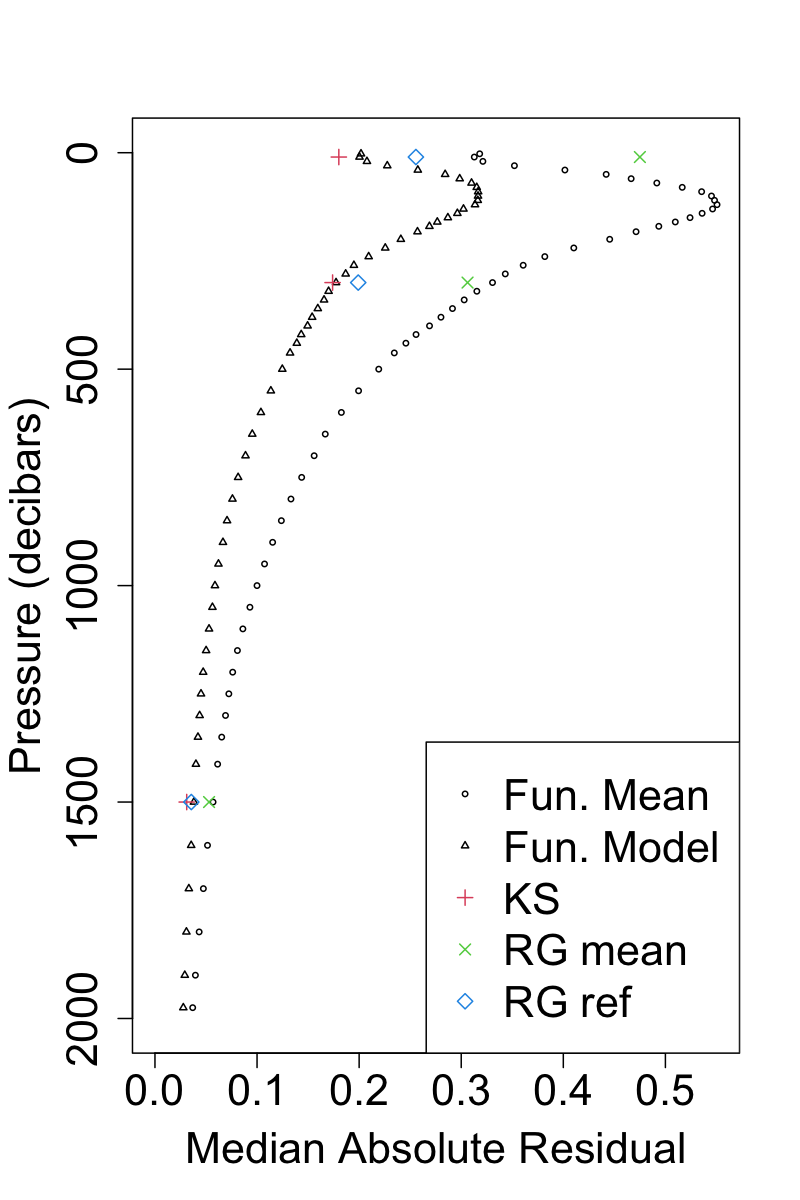 0
500
1000
1500
2000
Pressure (decibars)
0.0 0.1 0.2 0.3 0.4 0.5
Median Absolute Residual
Fun. Mean
Fun. Model
KS
RG mean
RG ref